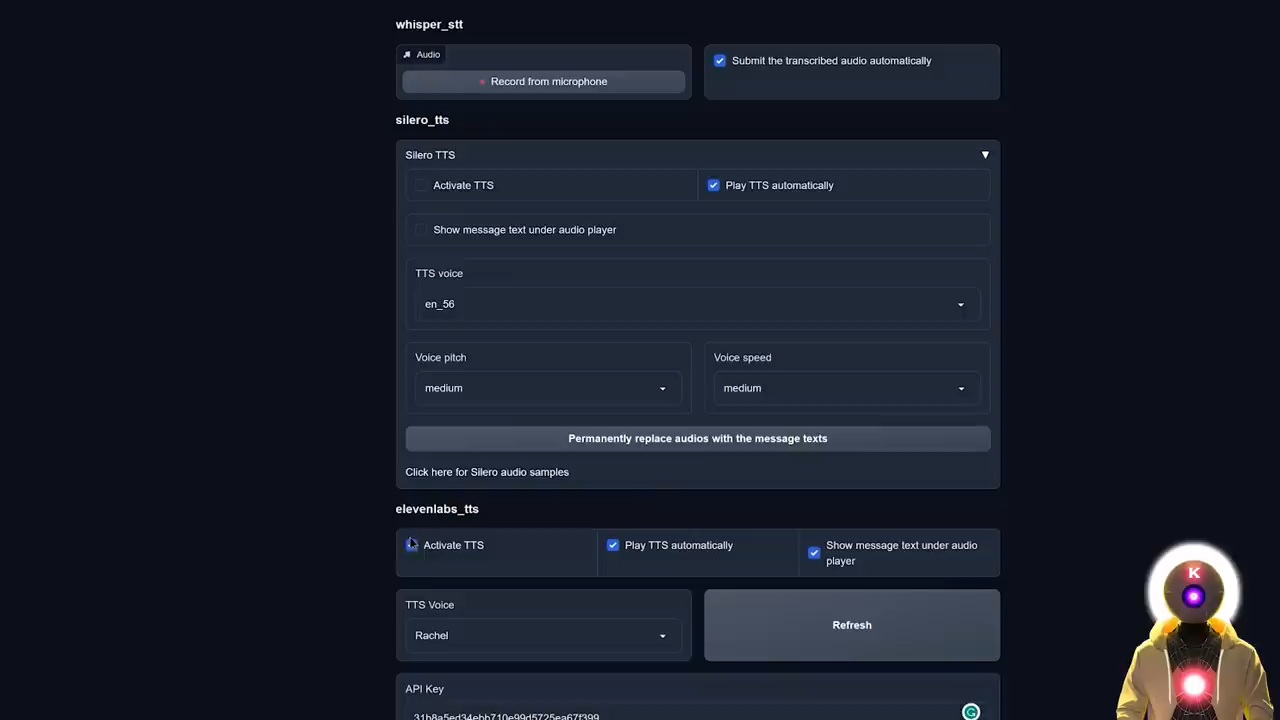 whisper_stt
Audio
Record from microphone
Submit the transcribed audio automatically
silero_tts
Silero TTS
Activate TTS
Play TTS automatically
Show message text under audio player
TTS voice
en_56
Voice pitch
Voice speed
medium
medium
Permanently replace audios with the message texts
Click here for Silero audio samples
elevenlabs_tts
Activate TTS
Play TTS automatically
Show message text under audio
player
TTS Voice
Rachel
Refresh
API Key
K